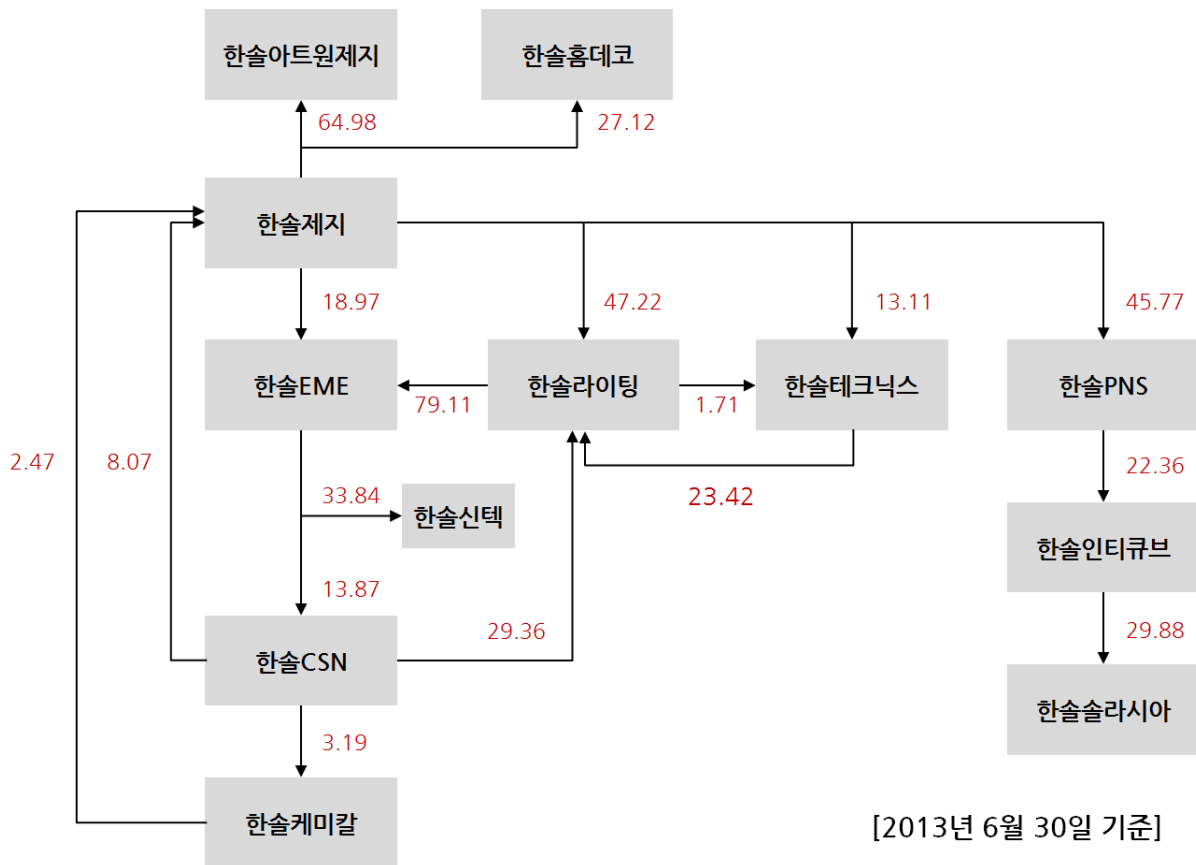 한솔아트원제지
한솔홈데코
64.98
27.12
한솔제지
18.97
47.22
13.11
45.77
한솔EME
한솔라이팅
한솔테크닉스
한솔PNS
79.11
1.71
2.47
8.07
22.36
23.42
33.84
한솔신텍
한솔인티큐브
13.87
29.36
29.88
한솔CSN
한솔솔라시아
3.19
한솔케미칼
[2013년 6월 30일 기준]